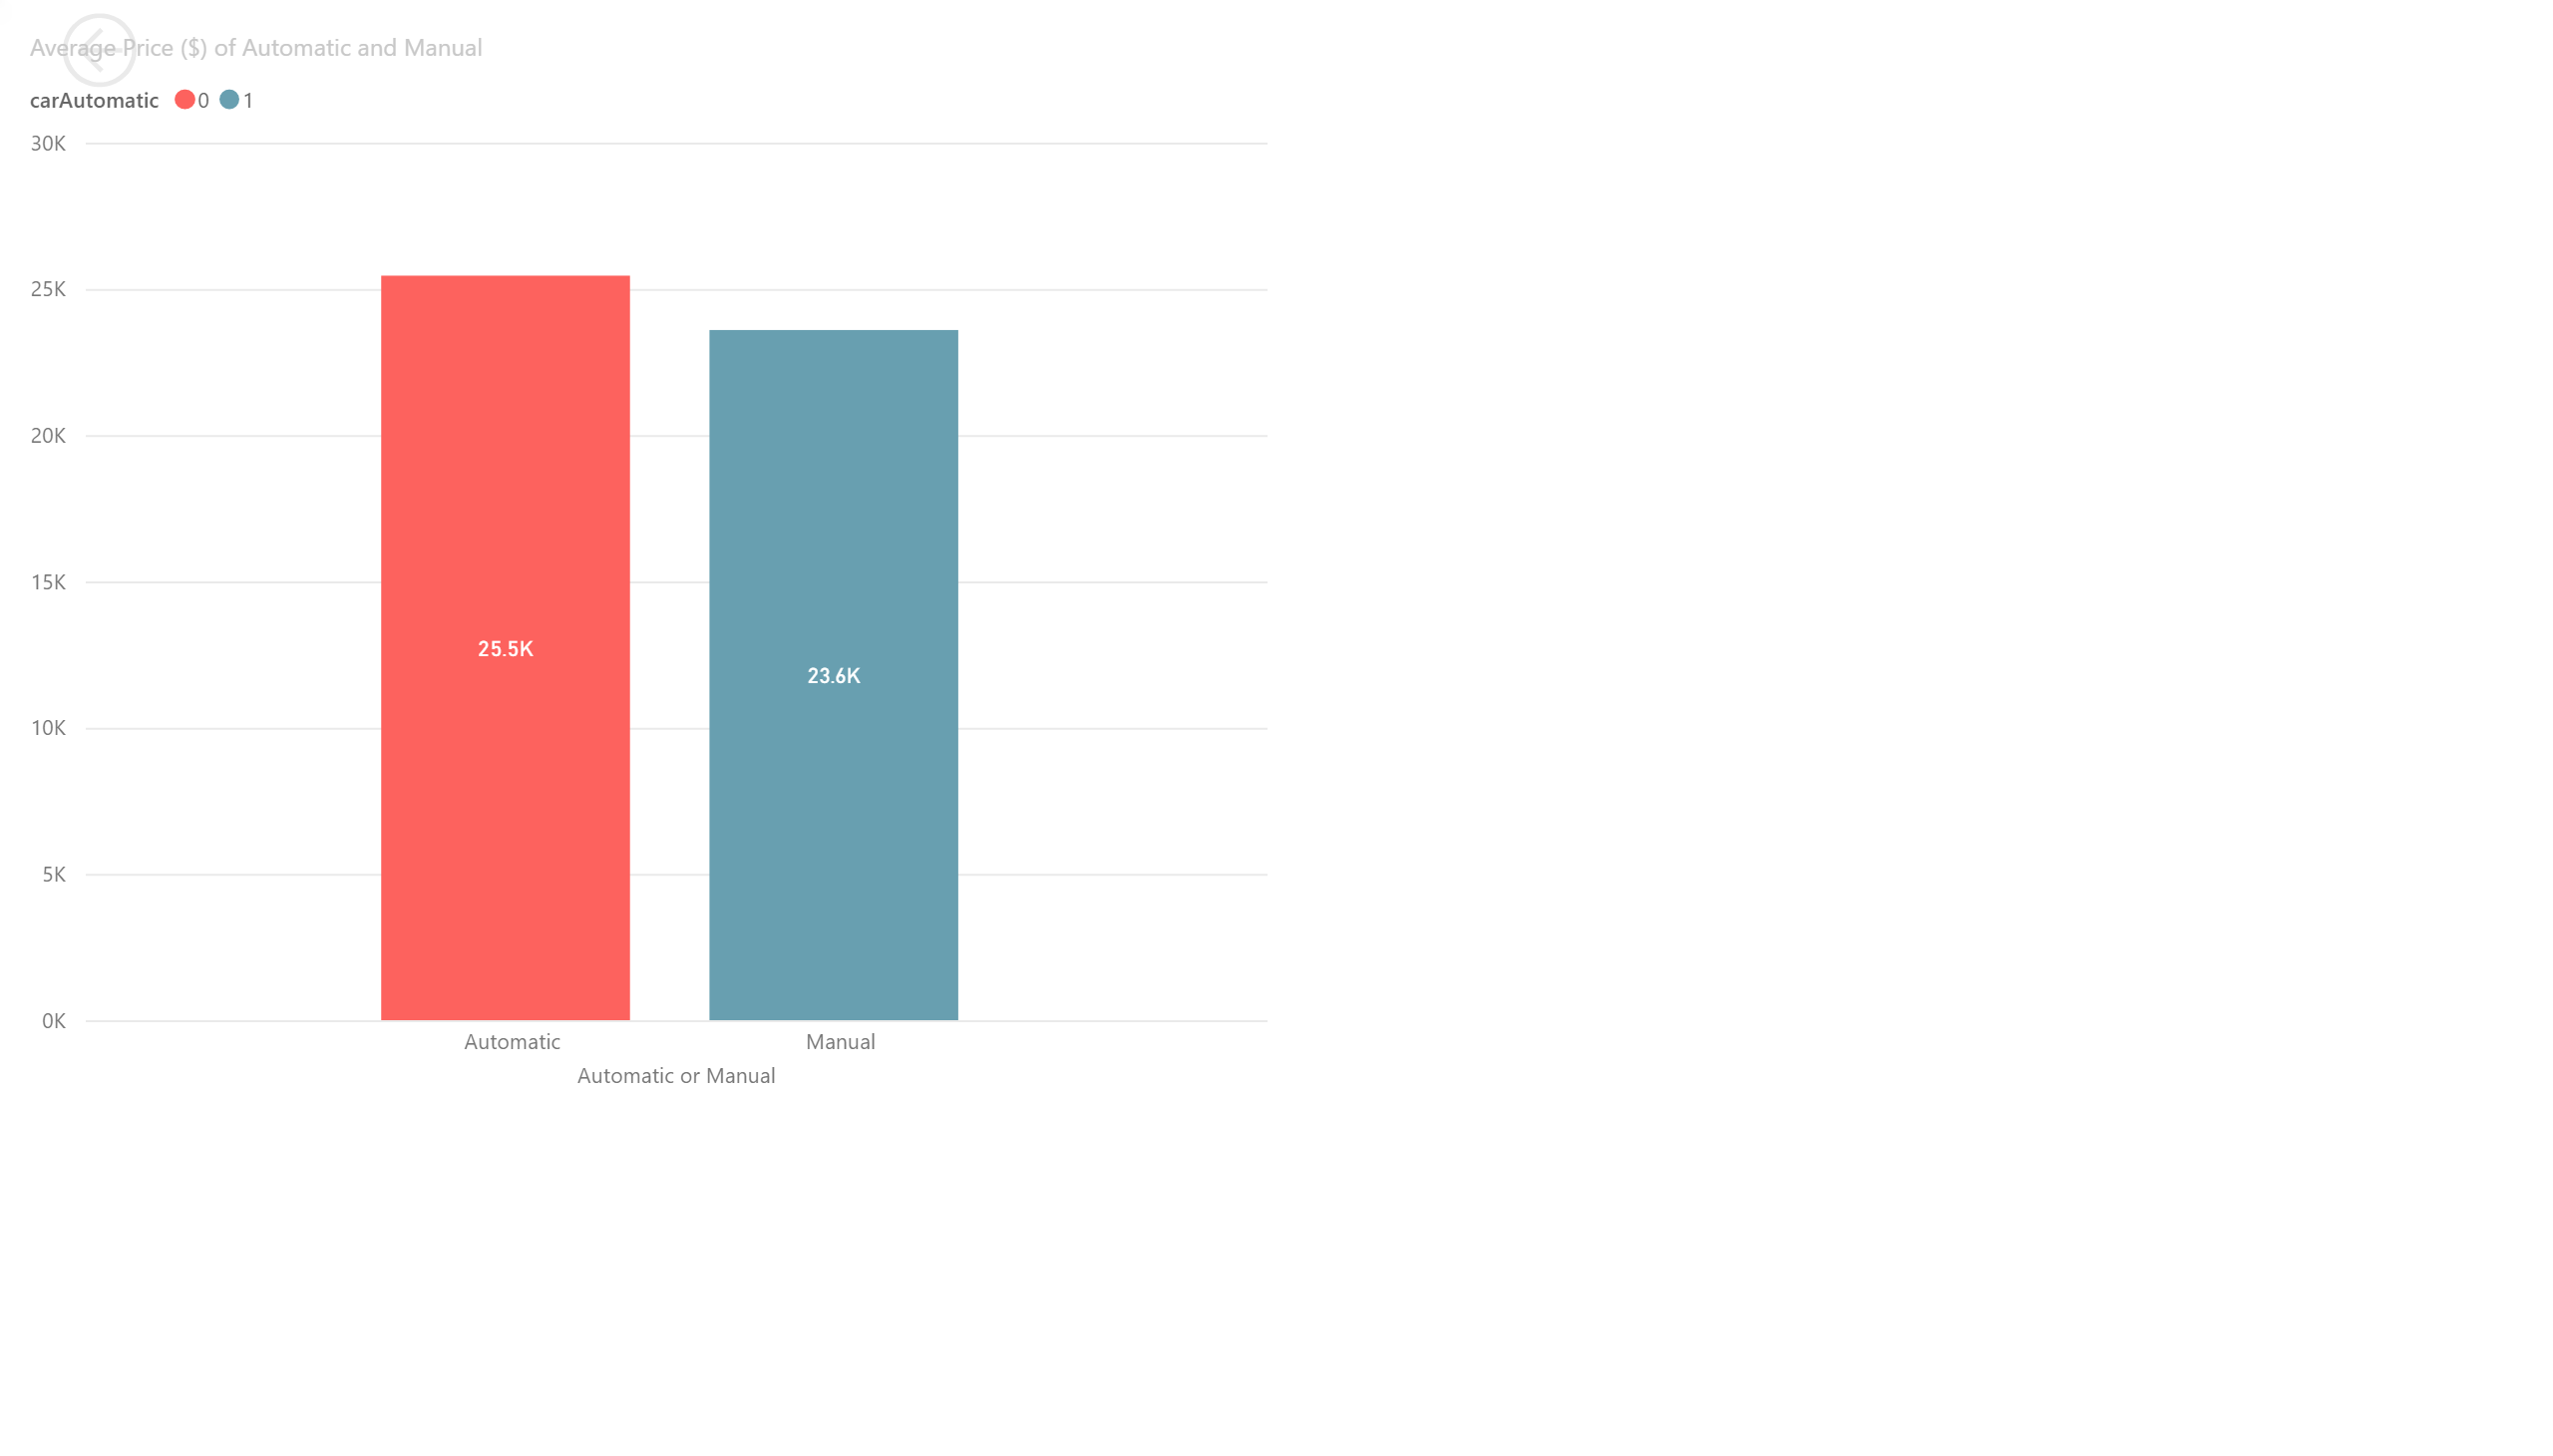 Average Price ($) of Automatic and Manual
carAutomatic 0 1
30K
25K
20K
15K
10K
5K
0K
25.5K
23.6K
Automatic Manual
Automatic or Manual